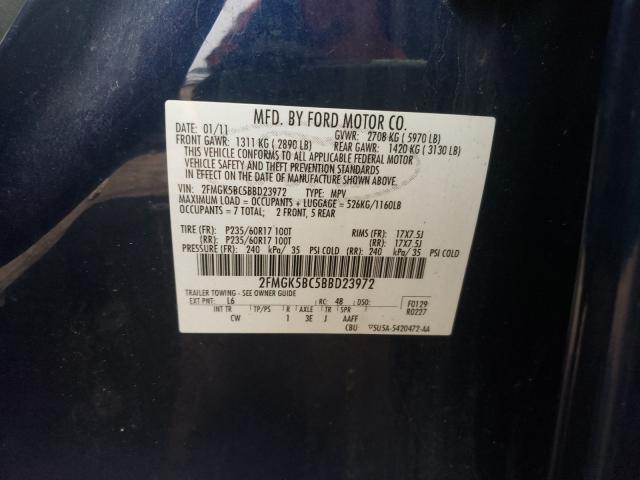 MFD. BY FORD MOTOR CO.
DATE: 01/11 GVWR: 2708 KG ( 5970 LB)
FRONT GAWR: 1311 KG ( 2890 LB) REAR GAWR: 1420 KG ( 3130 LB)
THIS VEHICLE CONFORMS TO ALL APPLICABLE FEDERAL MOTOR
VEHICLE SAFETY AND THEFT PREVENTION STANDARDS
IN EFFECT ON THE DATE OF MANUFACTURE SHOWN ABOVE.
VIN: 2FMGK5BC5BBD23972 TYPE: MPV
MAXIMUM LOAD = OCCUPANTS + LUGGAGE = 526KG/1160LB
OCCUPANTS = 7 TOTAL; 2 FRONT, 5 REAR
TIRE (FR): P235/60R17 100T RIMS (FR): 17X7.5J
(RR): P235/60R17 100T (RR): 17X7.5J
PRESSURE (FR): 240 kPa/ 35 PSI COLD (RR): 240 kPa/ 35 PSI COLD
2FMGK5BC5BBD23972
TRAILER TOWING - SEE OWNER GUIDE
EXT PNT: L6 RC: 48 DSO: F0129
R0227
INT TR TP/PS R AXLE TR SPR
CW 1 3E J AAFF
CBU 5U5A-5420472-AA